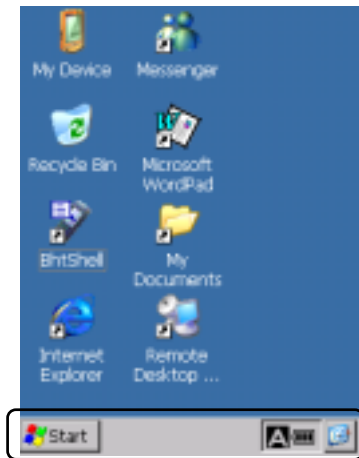 My Device
Messenger
Recycle Bin
Microsoft
WordPad
BhtShell
My
Documents
Internet
Explorer
Remote
Desktop ...
Start
A